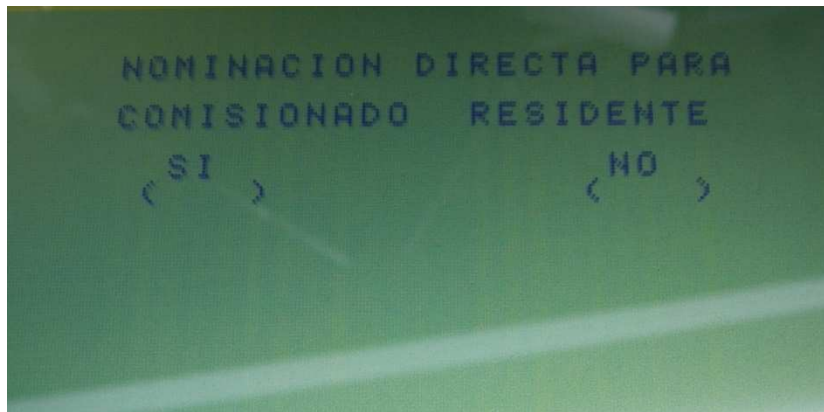 NOMINACION DIRECTA PARA
COMISIONADO RESIDENTE
SI NO
( ) ( )